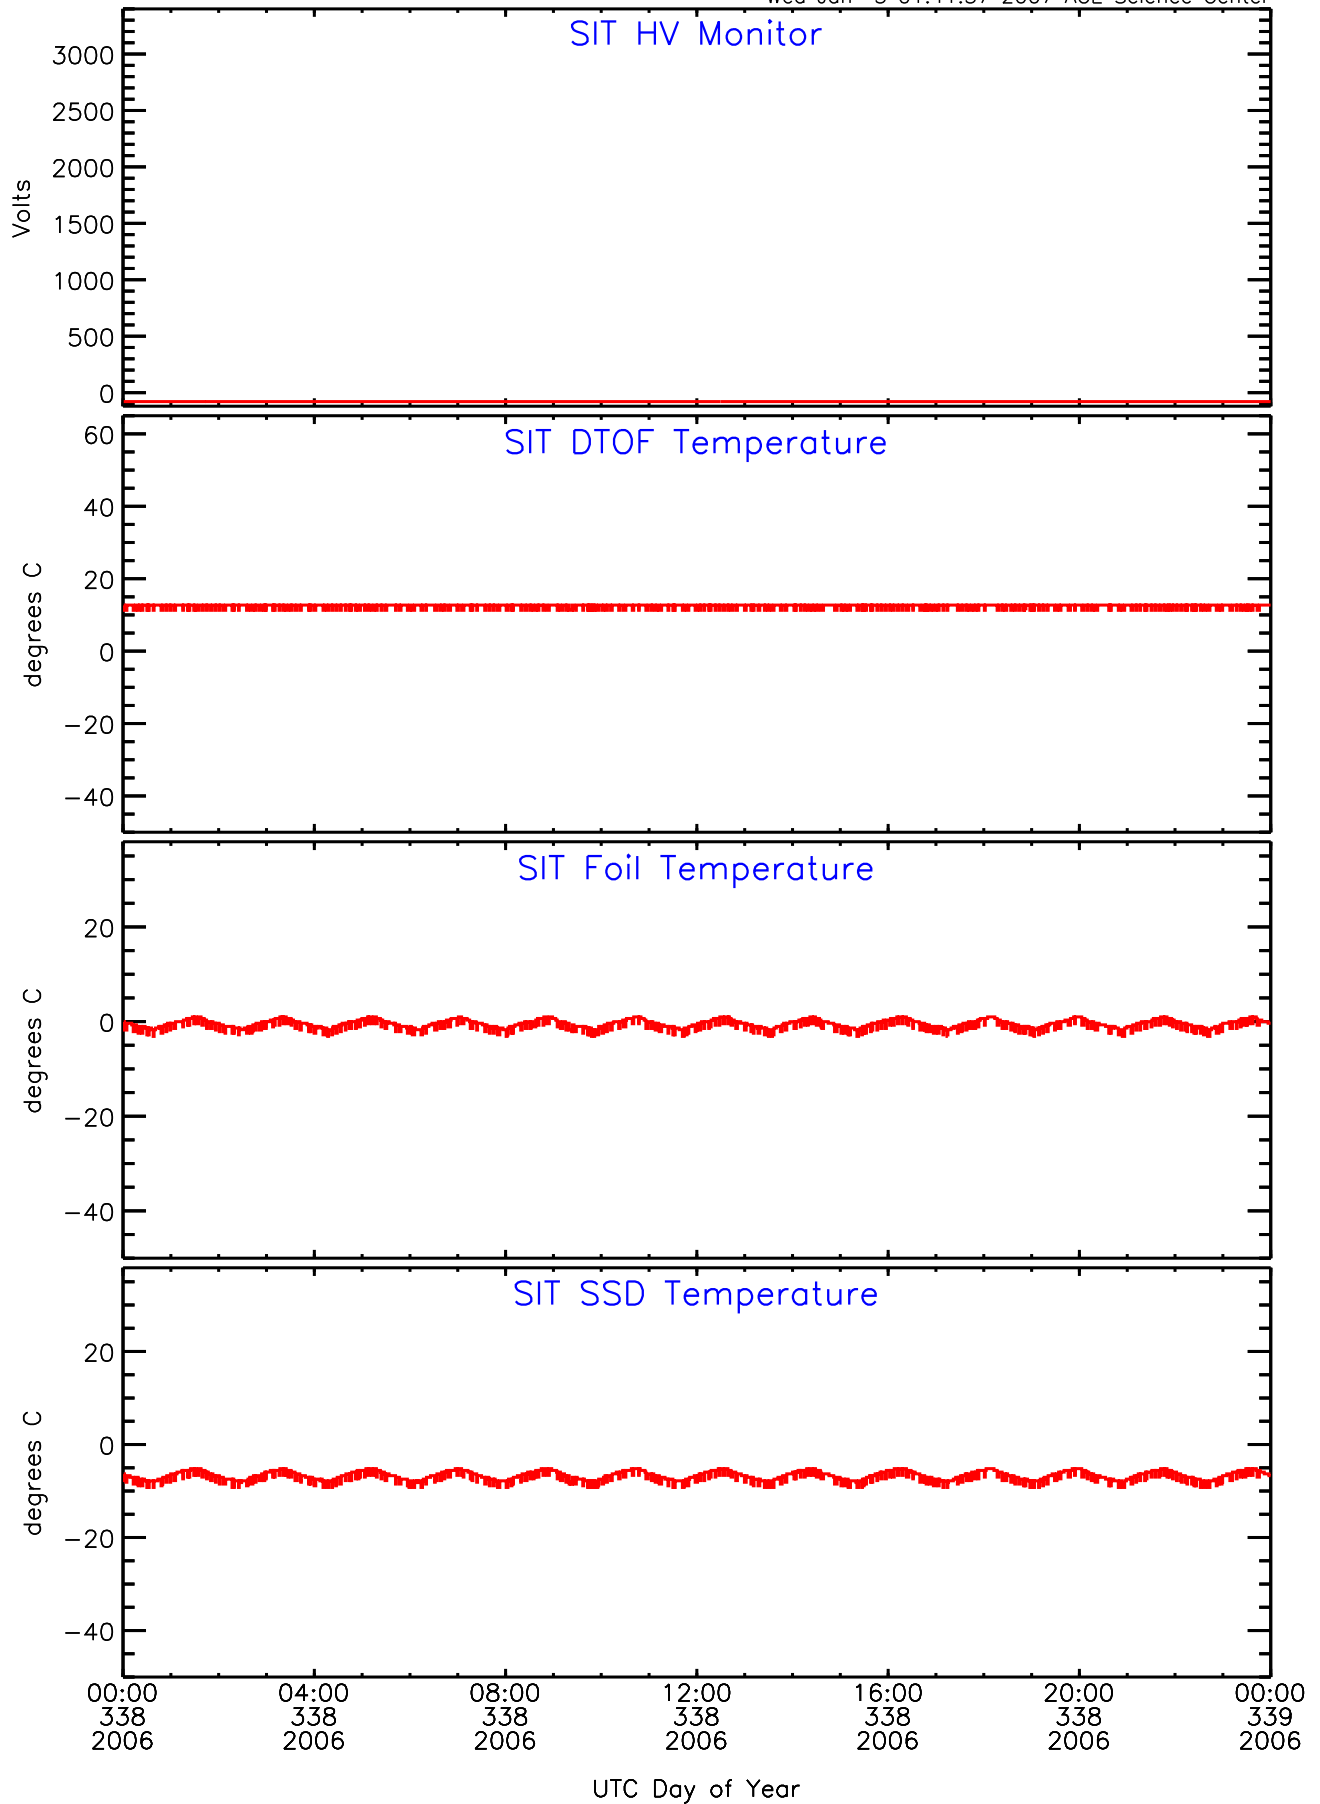 SIT HV Monitor
3000
2500
2000
1500
1000
500
0
Volts
SIT DTOF Temperature
60
40
20
0
−20
−40
degrees C
SIT Foil Temperature
20
0
−20
−40
degrees C
SIT SSD Temperature
20
0
−20
−40
degrees C
00:00 04:00 08:00 12:00 16:00 20:00 00:00
338 338 338 338 338 338 339
2006 2006 2006 2006 2006 2006 2006
UTC Day of Year